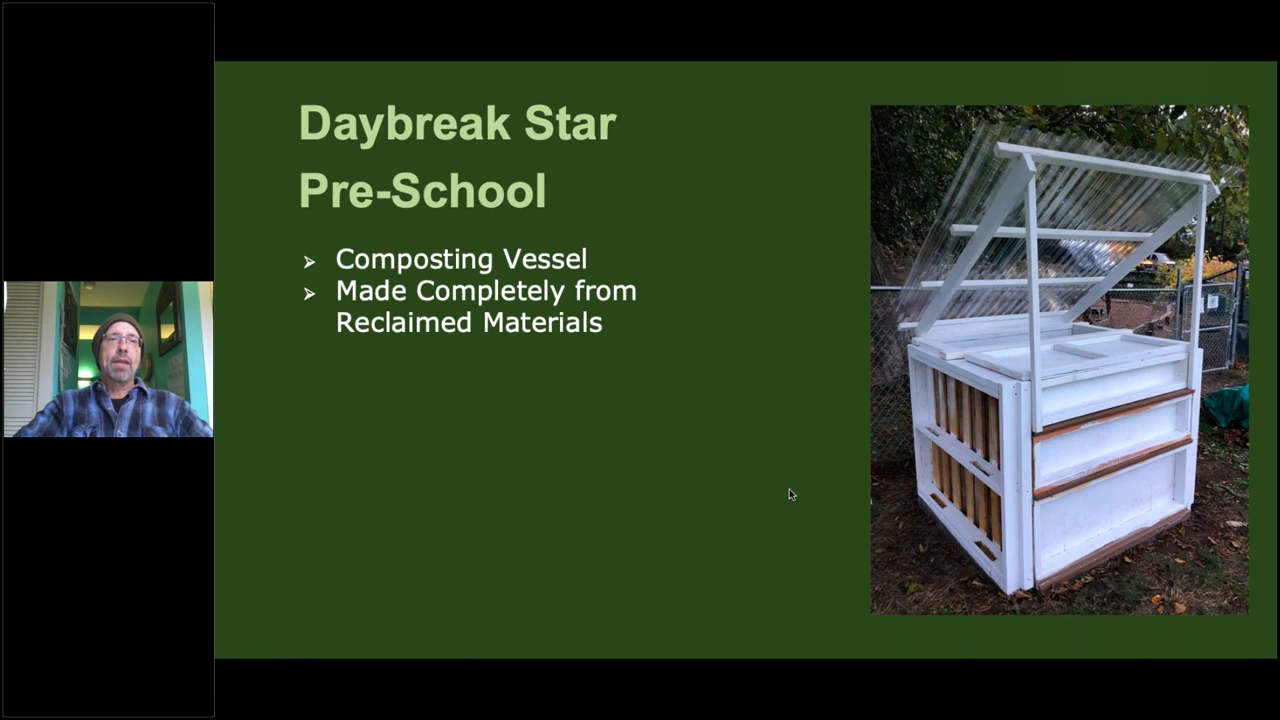 Daybreak Star
Pre-School
➢ Composting Vessel
➢ Made Completely from
Reclaimed Materials